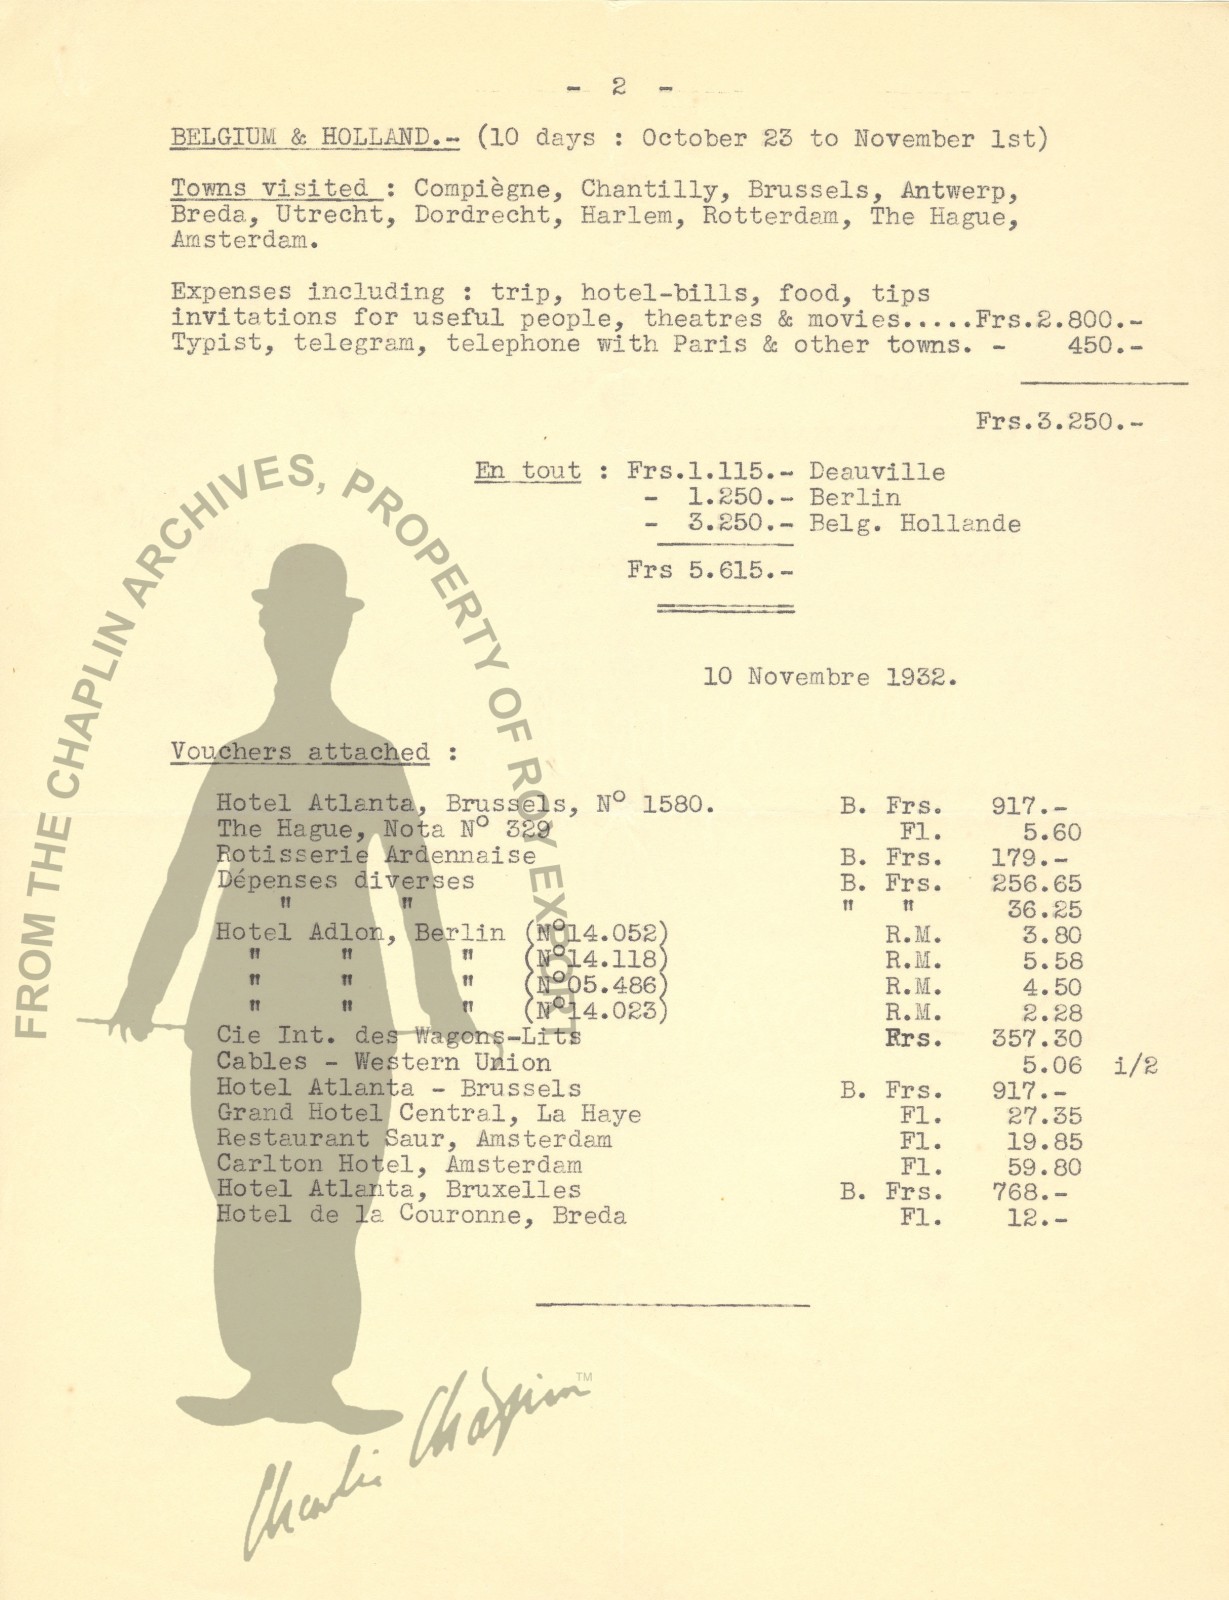 - 2 -
BELGIUM & HOLLAND.- (10 days : October 23 to November 1st)
Towns visited : Compiègne, Chantilly, Brussels, Antwerp,
Breda, Utrecht, Dordrecht, Harlem, Rotterdam, The Hague,
Amsterdam.
Expenses including : trip, hotel-bills, food, tips
invitations for useful people, theatres & movies.....Frs.2.800.-
Typist, telegram, telephone with Paris & other towns. - 450.-
Frs.3.250.-
En tout : Frs.1.115.- Deauville
- 1.250.- Berlin
- 3.250.- Belg. Hollande
Frs 5.615.-
10 Novembre 1932.
Vouchers attached :
Hotel Atlanta, Brussels, Nº 1580. B. Frs. 917.-
The Hague, Nota Nº 329 Fl. 5.60
Rotisserie Ardennaise B. Frs. 179.-
Dépenses diverses B. Frs. 256.65
" " " " 36.25
Hotel Adlon, Berlin (Nº14.052) R.M. 3.80
" " " (Nº14.118) R.M. 5.58
" " " (Nº05.486) R.M. 4.50
" " " (Nº14.023) R.M. 2.28
Cie Int. des Wagons-Lits Frs. 357.30
Cables - Western Union 5.06 i/2
Hotel Atlanta - Brussels B. Frs. 917.-
Grand Hotel Central, La Haye Fl. 27.35
Restaurant Saur, Amsterdam Fl. 19.85
Carlton Hotel, Amsterdam Fl. 59.80
Hotel Atlanta, Bruxelles B. Frs. 768.-
Hotel de la Couronne, Breda Fl. 12.-
FROM THE CHAPLIN ARCHIVES, PROPERTY OF ROY EXPORT
Charlie Chaplin TM